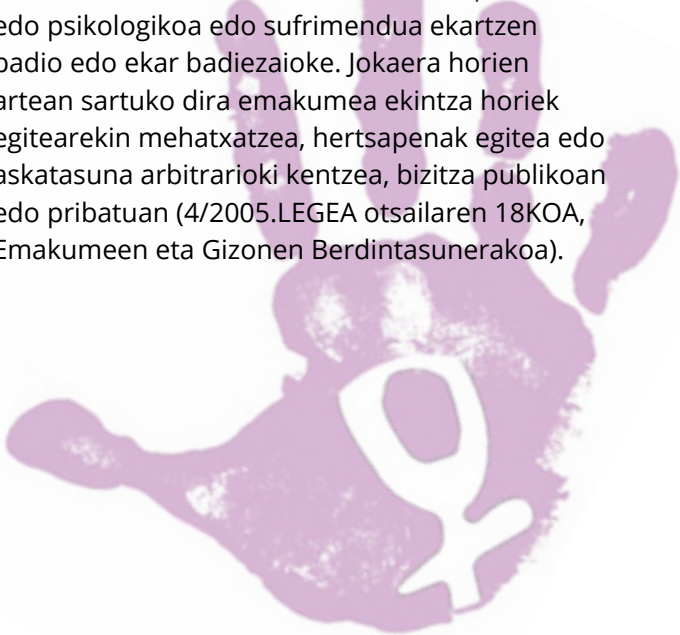 edo psikologikoa edo sufrimendua ekartzen
badio edo ekar badiezaioke. Jokaera horien
artean sartuko dira emakumea ekintza horiek
egitearekin mehatxatzea, hertsapenak egitea edo
askatasuna arbitrarioki kentzea, bizitza publikoan
edo pribatuan (4/2005.LEGEA otsailaren 18KOA,
Emakumeen eta Gizonen Berdintasunerakoa).